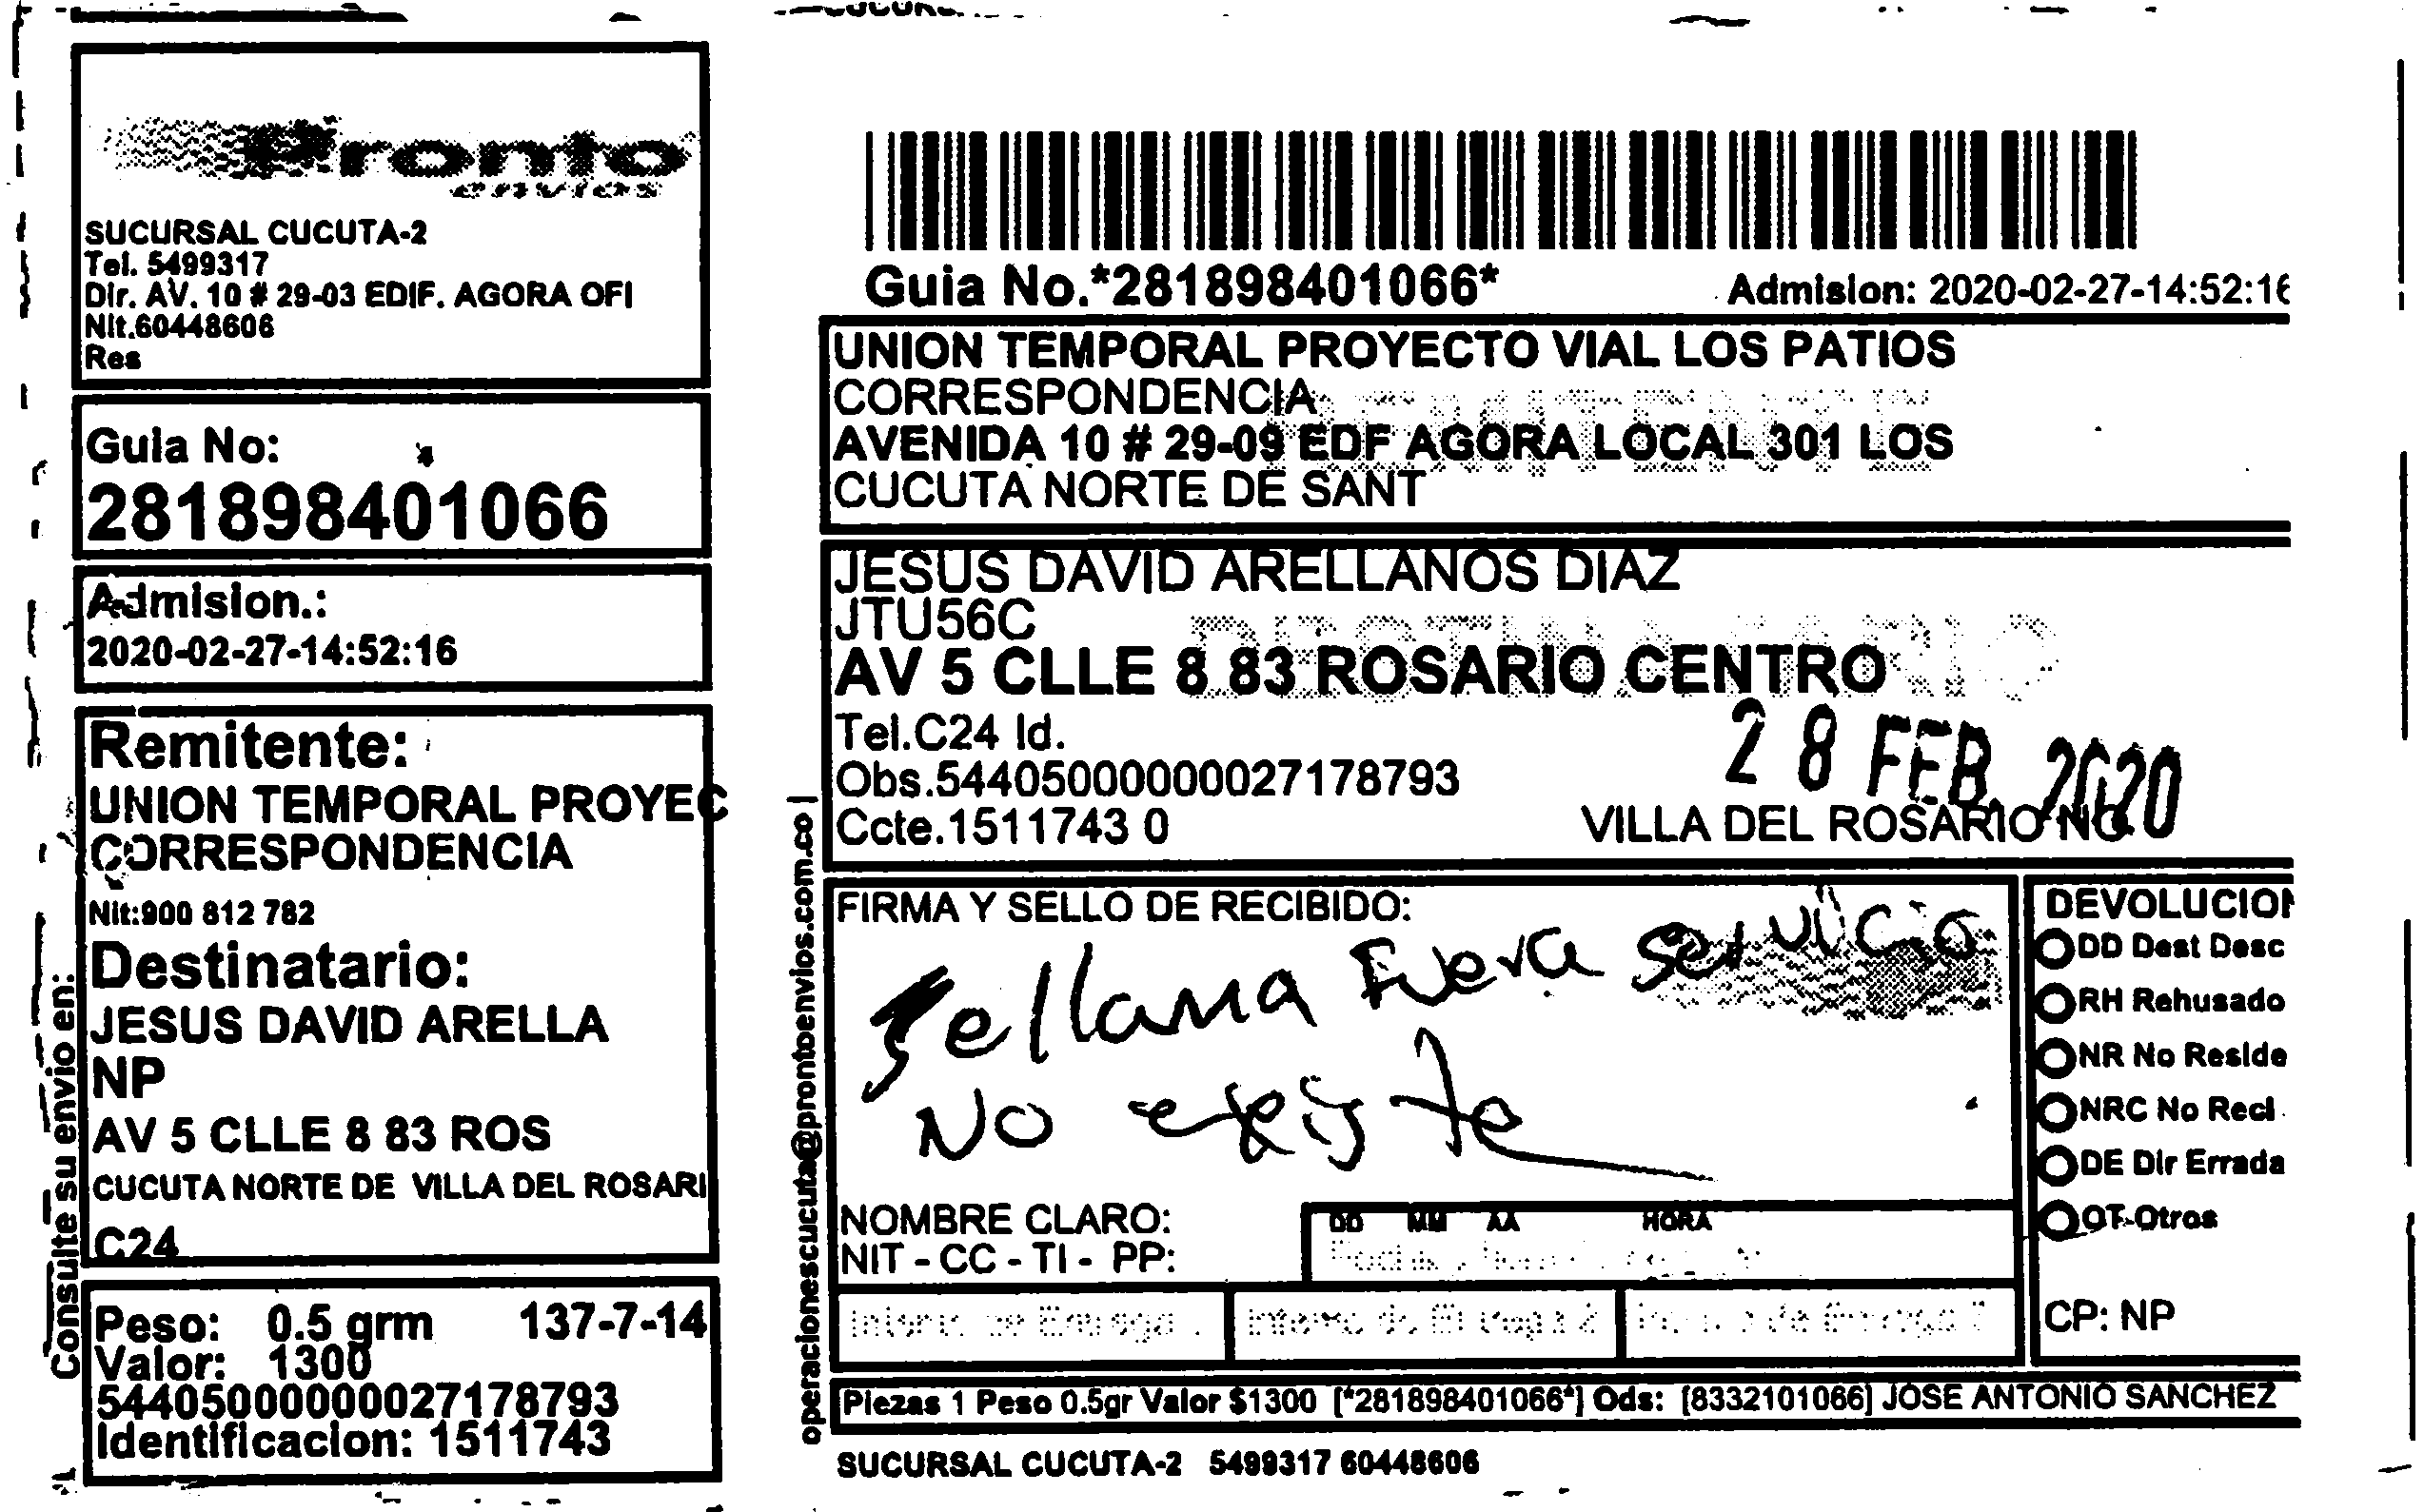 Pronto
envios
SUCURSAL CUCUTA-2
Tel. 5499317
Dir. AV. 10 # 29-03 EDIF. AGORA OFI
Nit.60448606
Res
Guia No:
281898401066
Admision.:
2020-02-27-14:52:16
Remitente:
UNION TEMPORAL PROYEC
CORRESPONDENCIA
Nit:900 812 782
Destinatario:
JESUS DAVID ARELLA
NP
AV 5 CLLE 8 83 ROS
CUCUTA NORTE DE VILLA DEL ROSARI
C24
Peso: 0.5 grm 137-7-14
Valor: 1300
544050000000027178793
Identificacion: 1511743
Consulte su envio en:
operacionescucuta@prontoenvios.com.co |
Guia No.*281898401066*
Admision: 2020-02-27-14:52:16
UNION TEMPORAL PROYECTO VIAL LOS PATIOS
CORRESPONDENCIA
AVENIDA 10 # 29-09 EDF AGORA LOCAL 301 LOS
CUCUTA NORTE DE SANT
JESUS DAVID ARELLANOS DIAZ
JTU56C
DESTINATARIO
AV 5 CLLE 8 83 ROSARIO CENTRO
Tel.C24 Id.
28 FEB. 2020
Obs.544050000000027178793
Ccte.1511743 0
VILLA DEL ROSARIO NO
FIRMA Y SELLO DE RECIBIDO:
fuera servicio
No existe
NOMBRE CLARO:
NIT - CC - TI - PP:
DD MM AA HORA
DEVOLUCION
DD Dest Desc
RH Rehusado
NR No Reside
NRC No Reci
DE Dir Errada
OT-Otros
CP: NP
Piezas 1 Peso 0.5gr Valor $1300 [*281898401066*] Ods: [8332101066] JOSE ANTONIO SANCHEZ
SUCURSAL CUCUTA-2 5499317 60448606